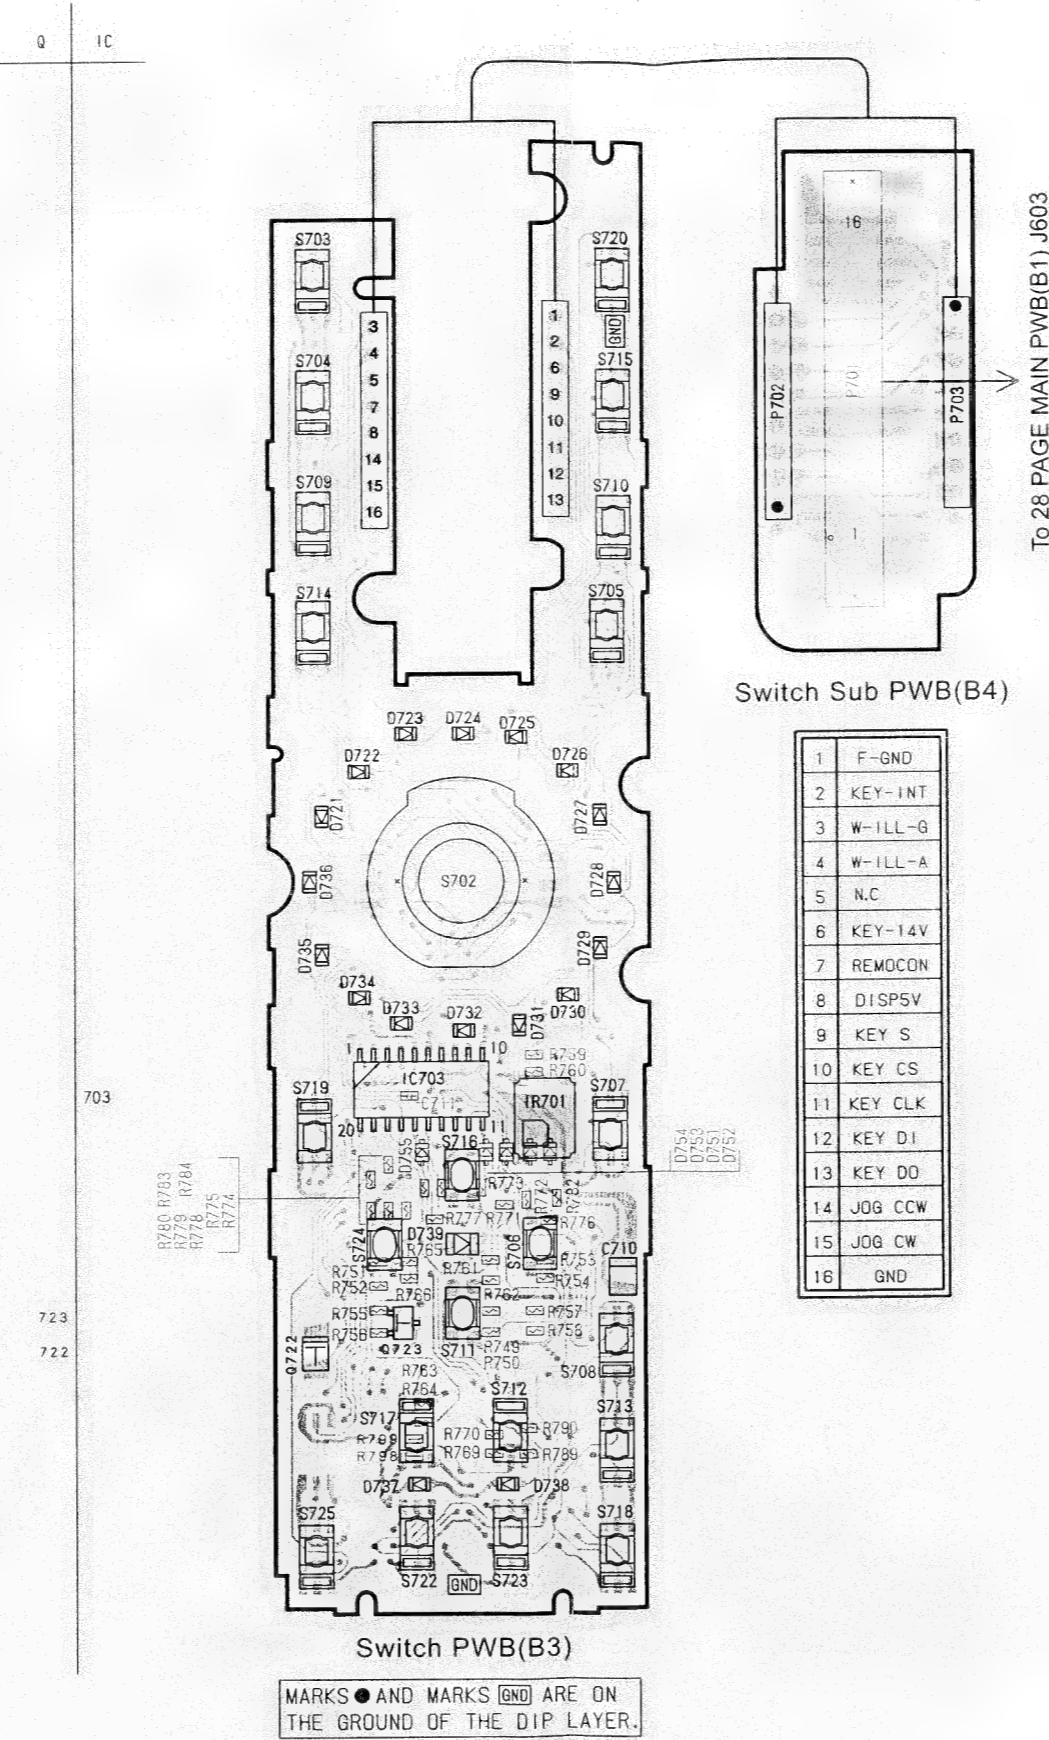 Q IC
S703
S720
GND
3
4
5
7
8
14
15
16
1
2
6
9
10
11
12
13
S704
S715
S709
S710
S714
S705
16
P701
1
P702
P703
To 28 PAGE MAIN PWB(B1) J603
Switch Sub PWB(B4)
D723
D724
D725
D722
D726
D721
D727
D736
S702
D728
D735
D729
D734
D733
D732
D731
D730
1 F-GND
2 KEY-INT
3 W-ILL-G
4 W-ILL-A
5 N.C
6 KEY-14V
7 REMOCON
8 DISP5V
9 KEY S
10 KEY CS
11 KEY CLK
12 KEY DI
13 KEY DO
14 JOG CCW
15 JOG CW
16 GND
1
10
R759
R760
IC703
C711
IR701
S719
S707
703
20
11
D755
S716
D754
D753
D751
D752
R780 R783
R779 R784
R778
R775
R774
R773
R772
R782
R777
R771
R776
S724
D739
R765
S706
R753
C710
R751
R761
R754
R752
R766
R762
R755
R757
R756
R758
723
722
Q722
Q723
S711
R749
R750
S708
R763
R764
S712
S713
S717
R799
R798
R770
R769
R790
R789
D737
D738
S725
S718
S722
GND
S723
Switch PWB(B3)
MARKS ● AND MARKS GND ARE ON
THE GROUND OF THE DIP LAYER.